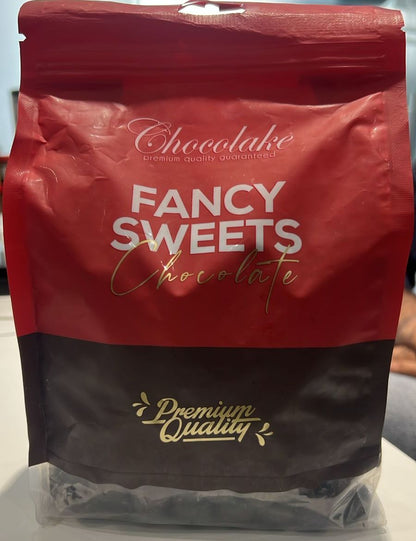 Chocolake
premium quality guaranteed
FANCY
SWEETS
Chocolate
Premium
Quality